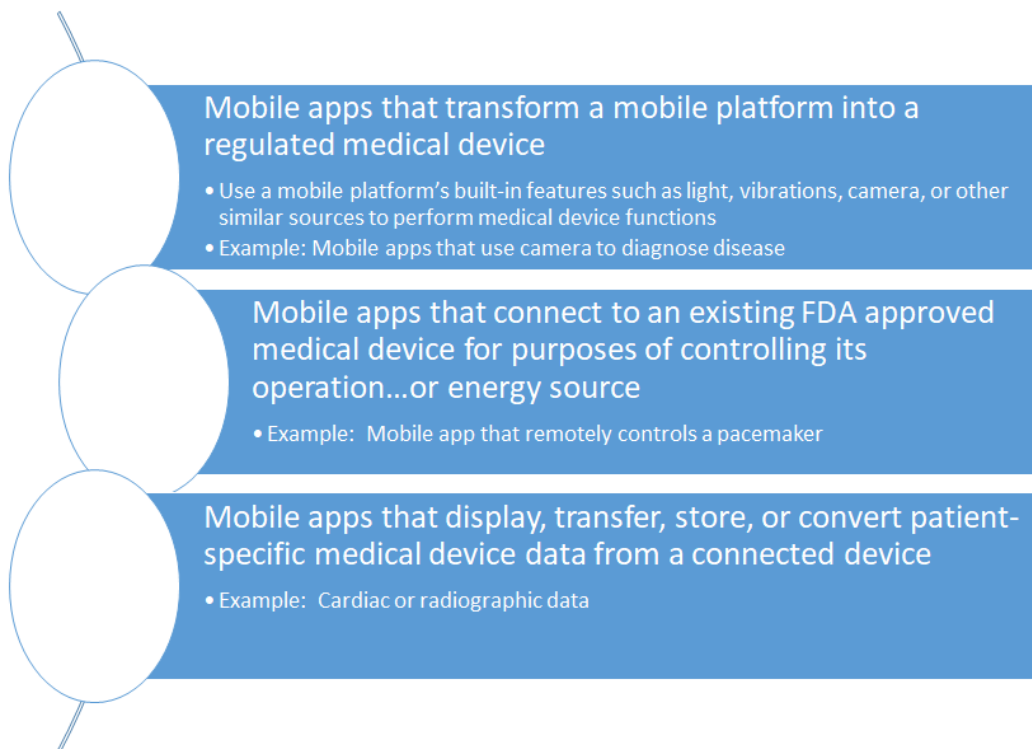 Mobile apps that transform a mobile platform into a
regulated medical device
• Use a mobile platform's built-in features such as light, vibrations, camera, or other
similar sources to perform medical device functions
• Example: Mobile apps that use camera to diagnose disease
Mobile apps that connect to an existing FDA approved
medical device for purposes of controlling its
operation…or energy source
• Example: Mobile app that remotely controls a pacemaker
Mobile apps that display, transfer, store, or convert patient-
specific medical device data from a connected device
• Example: Cardiac or radiographic data